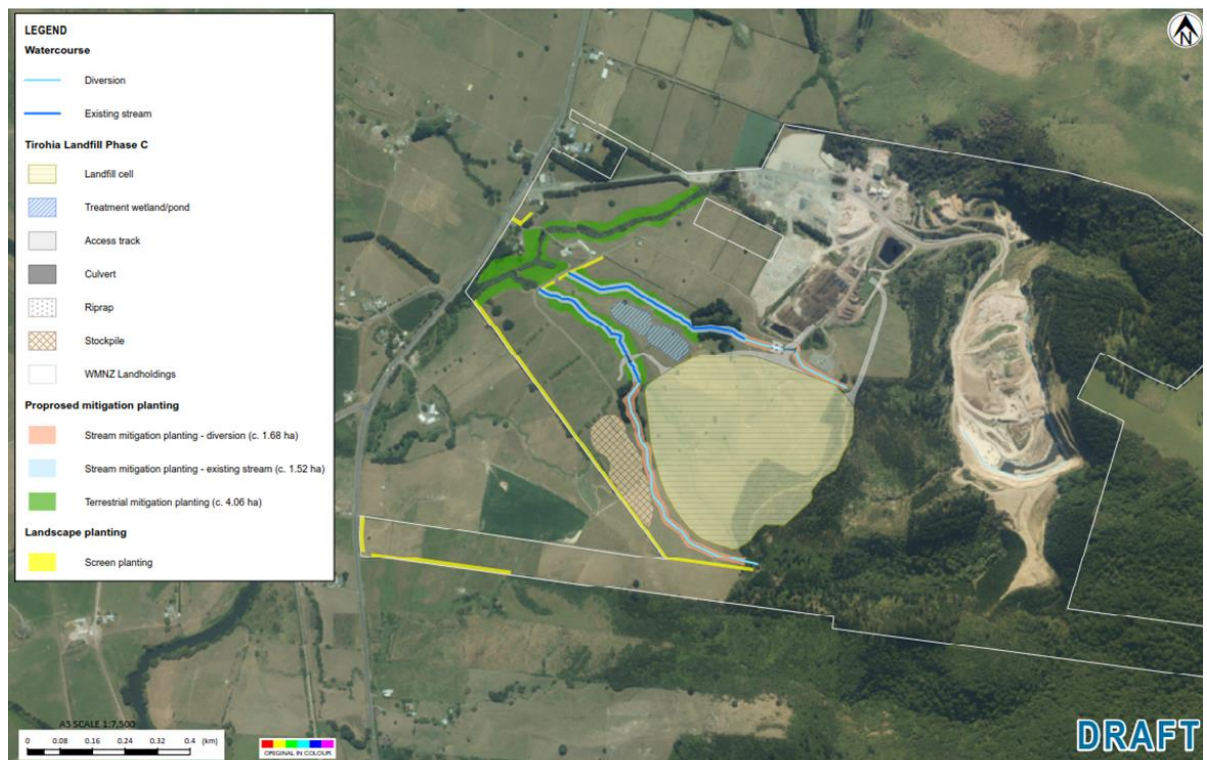 LEGEND
Watercourse
Diversion
Existing stream
Tirohia Landfill Phase C
Landfill cell
Treatment wetland/pond
Access track
Culvert
Riprap
Stockpile
WMNZ Landholdings
Proprosed mitigation planting
Stream mitigation planting - diversion (c. 1.68 ha)
Stream mitigation planting - existing stream (c. 1.52 ha)
Terrestrial mitigation planting (c. 4.06 ha)
Landscape planting
Screen planting
N
A3 SCALE 1:7,500
0 0.08 0.16 0.24 0.32 0.4 (km)
ORIGINAL IN COLOUR
DRAFT